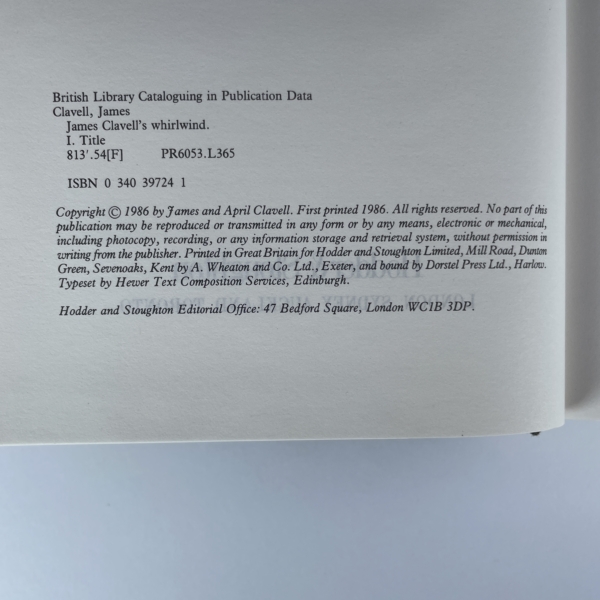 British Library Cataloguing in Publication Data
Clavell, James
James Clavell's whirlwind.
I. Title
813'.54[F] PR6053.L365
ISBN 0 340 39724 1
Copyright © 1986 by James and April Clavell. First printed 1986. All rights reserved. No part of this
publication may be reproduced or transmitted in any form or by any means, electronic or mechanical,
including photocopy, recording, or any information storage and retrieval system, without permission in
writing from the publisher. Printed in Great Britain for Hodder and Stoughton Limited, Mill Road, Dunton
Green, Sevenoaks, Kent by A. Wheaton and Co. Ltd., Exeter, and bound by Dorstel Press Ltd., Harlow.
Typeset by Hewer Text Composition Services, Edinburgh.
Hodder and Stoughton Editorial Office: 47 Bedford Square, London WC1B 3DP.